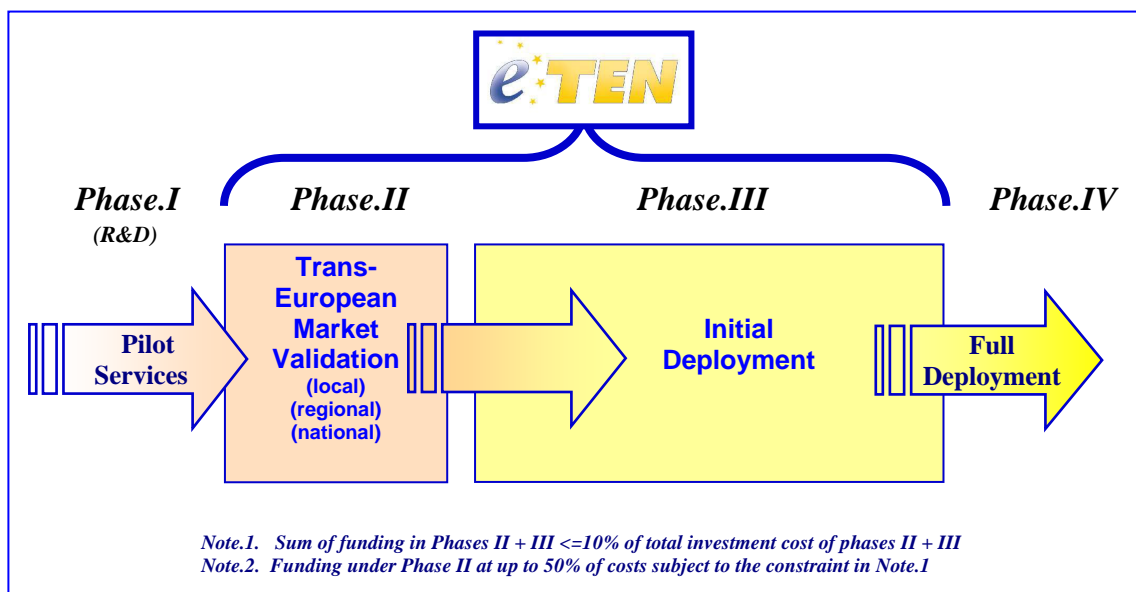 eTEN
Phase.I
(R&D)
Phase.II
Phase.III
Phase.IV
Pilot
Services
Trans-
European
Market
Validation
(local)
(regional)
(national)
Initial
Deployment
Full
Deployment
Note.1. Sum of funding in Phases II + III <=10% of total investment cost of phases II + III
Note.2. Funding under Phase II at up to 50% of costs subject to the constraint in Note.1